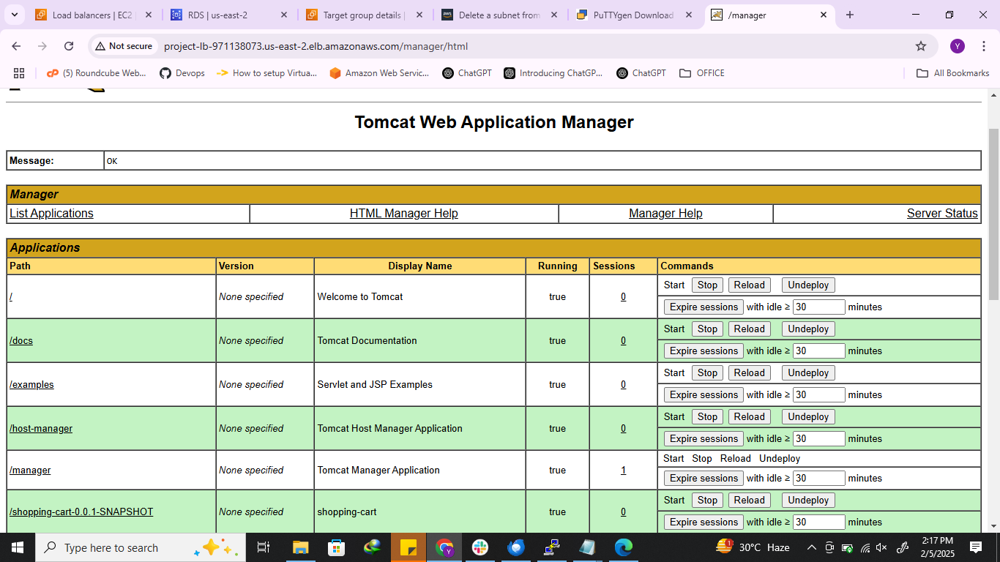 Load balancers | EC2
RDS | us-east-2
Target group details |
Delete a subnet from
PuTTYgen Download
/manager
Not secure
project-lb-971138073.us-east-2.elb.amazonaws.com/manager/html
Y
(5) Roundcube Web...
Devops
How to setup Virtua...
Amazon Web Servic...
ChatGPT
Introducing ChatGP...
ChatGPT
OFFICE
All Bookmarks
Tomcat Web Application Manager
Message: OK
Manager
List Applications HTML Manager Help Manager Help Server Status
Applications
Path Version Display Name Running Sessions Commands
/ None specified Welcome to Tomcat true 0 Start Stop Reload Undeploy
Expire sessions with idle ≥ 30 minutes
/docs None specified Tomcat Documentation true 0 Start Stop Reload Undeploy
Expire sessions with idle ≥ 30 minutes
/examples None specified Servlet and JSP Examples true 0 Start Stop Reload Undeploy
Expire sessions with idle ≥ 30 minutes
/host-manager None specified Tomcat Host Manager Application true 0 Start Stop Reload Undeploy
Expire sessions with idle ≥ 30 minutes
/manager None specified Tomcat Manager Application true 1 Start Stop Reload Undeploy
Expire sessions with idle ≥ 30 minutes
/shopping-cart-0.0.1-SNAPSHOT None specified shopping-cart true 0 Start Stop Reload Undeploy
Expire sessions with idle ≥ 30 minutes
Type here to search
1
30°C Haze
2:17 PM
2/5/2025